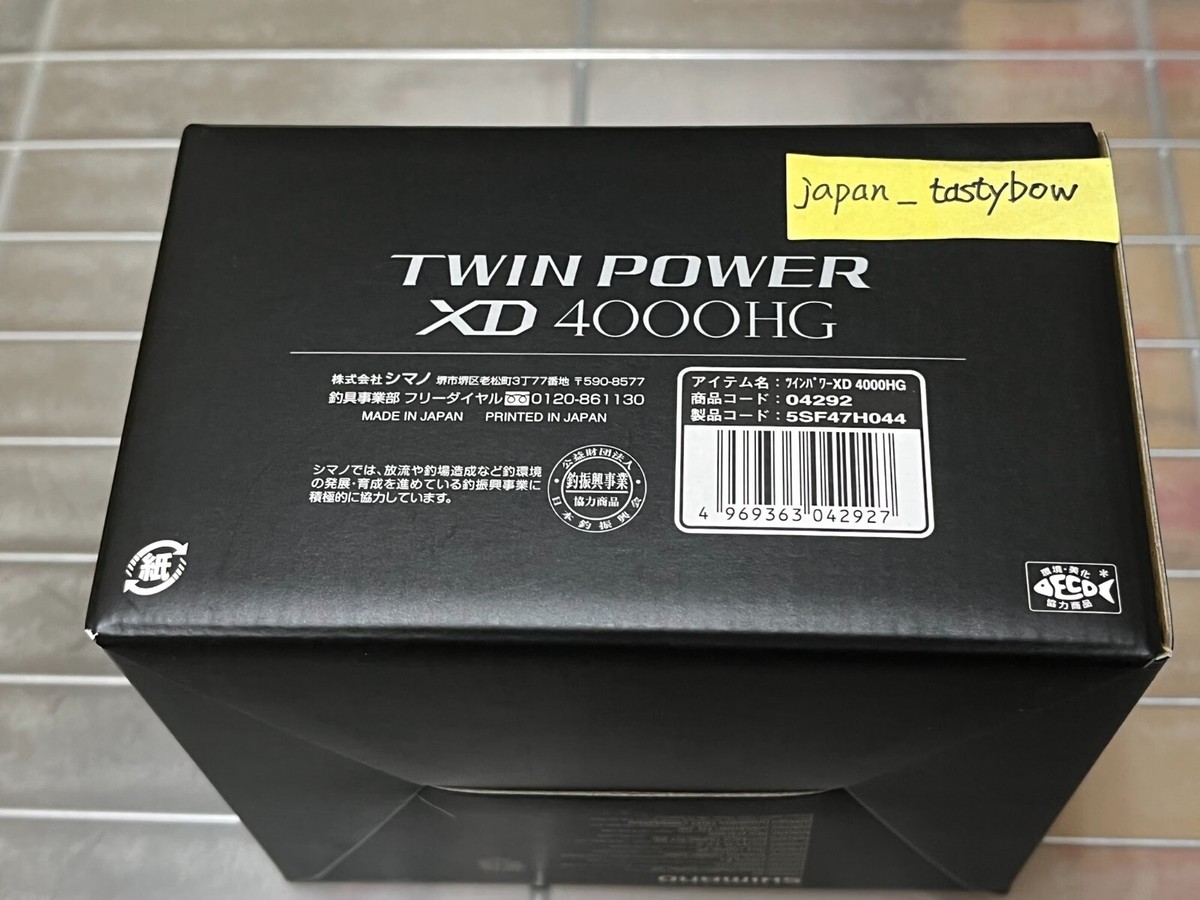 japan_tastybow
TWIN POWER
XD 4000HG
株式会社 シマノ 堺市堺区老松町3丁77番地 〒590-8577
釣具事業部 フリーダイヤル 0120-861130
MADE IN JAPAN PRINTED IN JAPAN
アイテム名：ﾂｲﾝﾊﾟﾜーXD 4000HG
商品コード：04292
製品コード：5SF47H044
4 969363 042927
シマノでは、放流や釣場造成など釣環境
の発展・育成を進めている釣振興事業に
積極的に協力しています。
公益財団法人
釣振興事業
協力商品
日本釣振興会
紙
環境・美化
ECO
協力商品
SHIMANO